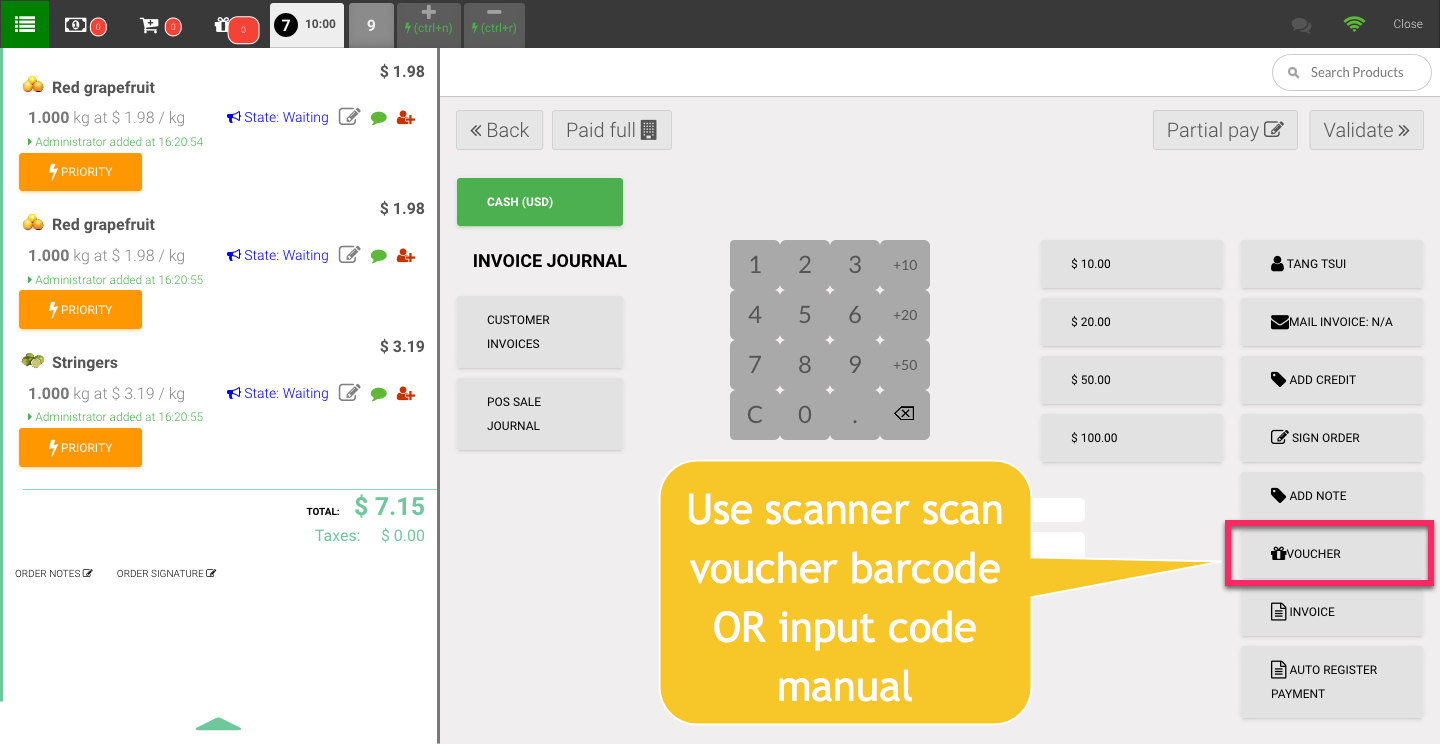 0
0
0
7 10:00
9
(ctrl+n)
(ctrl+r)
Close
Search Products
Red grapefruit
$ 1.98
1.000 kg at $ 1.98 / kg
State: Waiting
Administrator added at 16:20:54
PRIORITY
Red grapefruit
$ 1.98
1.000 kg at $ 1.98 / kg
State: Waiting
Administrator added at 16:20:55
PRIORITY
Stringers
$ 3.19
1.000 kg at $ 3.19 / kg
State: Waiting
Administrator added at 16:20:55
PRIORITY
TOTAL: $ 7.15
Taxes: $ 0.00
ORDER NOTES
ORDER SIGNATURE
Back
Paid full
Partial pay
Validate
CASH (USD)
INVOICE JOURNAL
CUSTOMER
INVOICES
POS SALE
JOURNAL
1 2 3 +10
4 5 6 +20
7 8 9 +50
C 0 .
$ 10.00
$ 20.00
$ 50.00
$ 100.00
TANG TSUI
MAIL INVOICE: N/A
ADD CREDIT
SIGN ORDER
ADD NOTE
VOUCHER
INVOICE
AUTO REGISTER
PAYMENT
Use scanner scan
voucher barcode
OR input code
manual